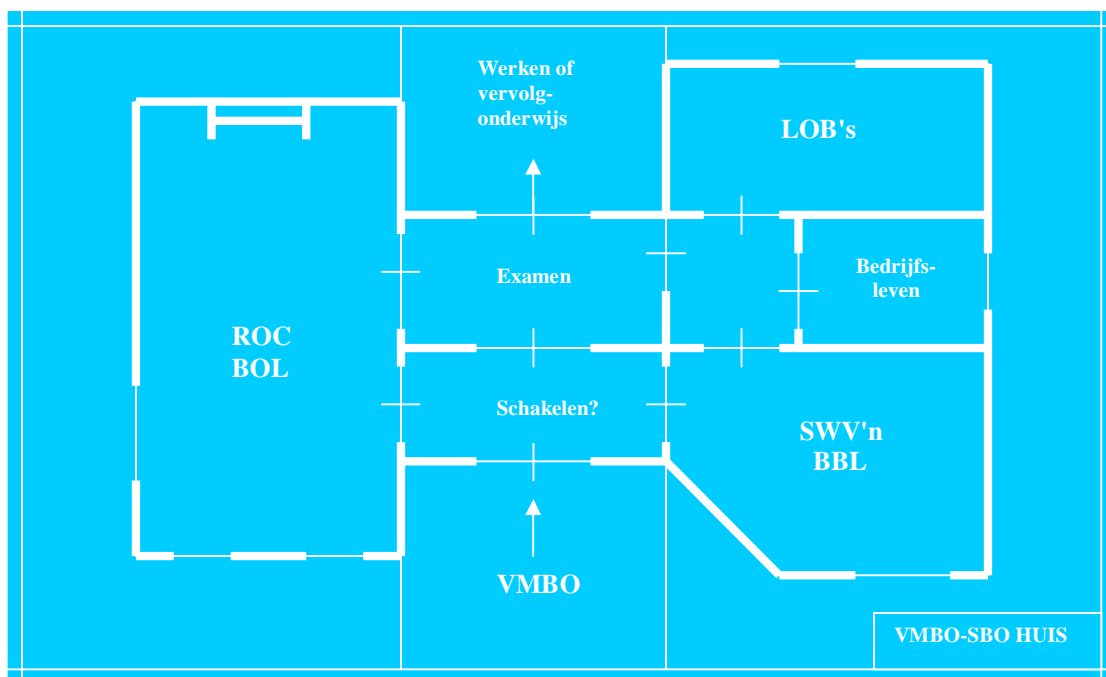 Werken of
vervolg-
onderwijs
LOB's
Examen
Bedrijfs-
leven
ROC
BOL
Schakelen?
SWV'n
BBL
VMBO
VMBO-SBO HUIS